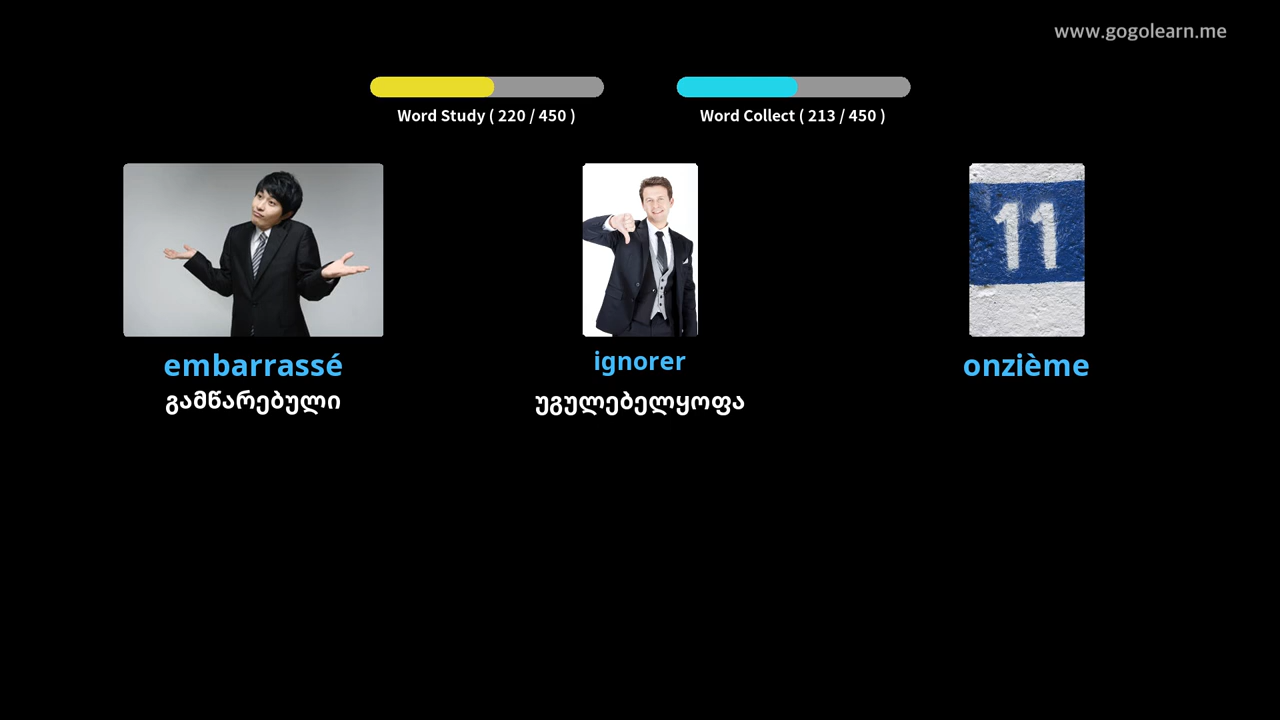 www.gogolearn.me
Word Study ( 220 / 450 )
Word Collect ( 213 / 450 )
11
embarrassé
ignorer
onzième
გამწარებული
უგულებელყოფა